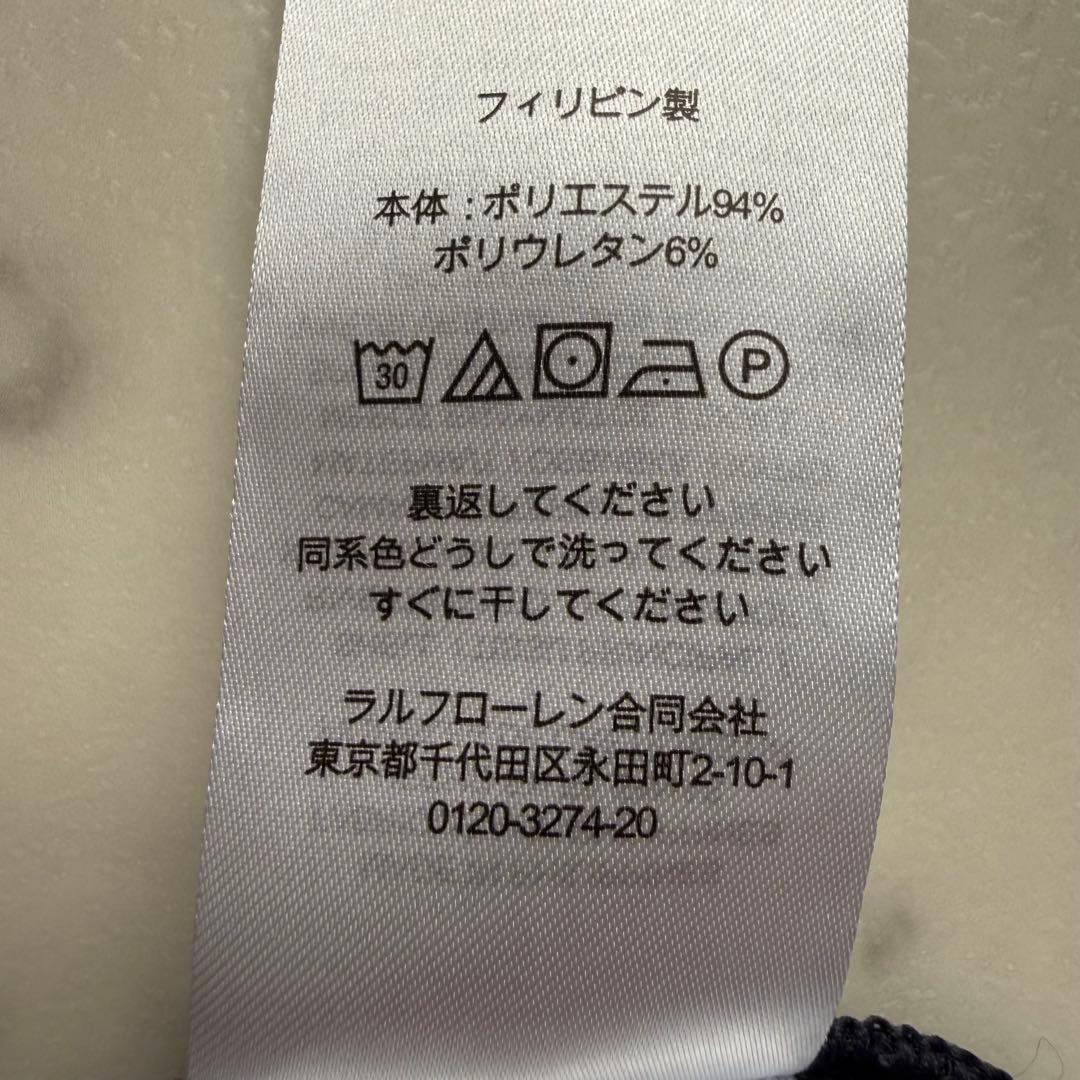 フィリピン製
本体:ポリエステル94%
ポリウレタン6%
30 P
裏返してください
同系色どうしで洗ってください
すぐに干してください
ラルフローレン合同会社
東京都千代田区永田町2-10-1
0120-3274-20